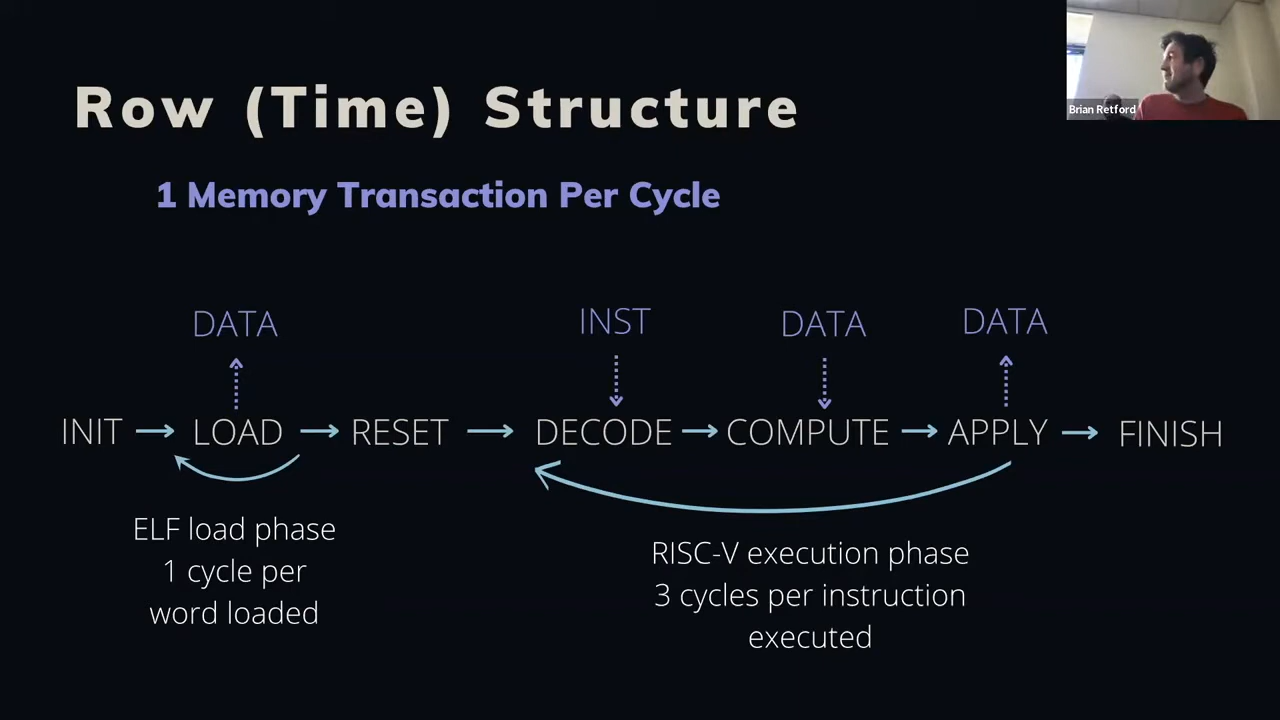 Row (Time) Structure
Brian Retford
1 Memory Transaction Per Cycle
DATA INST DATA DATA
INIT LOAD RESET DECODE COMPUTE APPLY FINISH
ELF load phase
1 cycle per
word loaded
RISC-V execution phase
3 cycles per instruction
executed